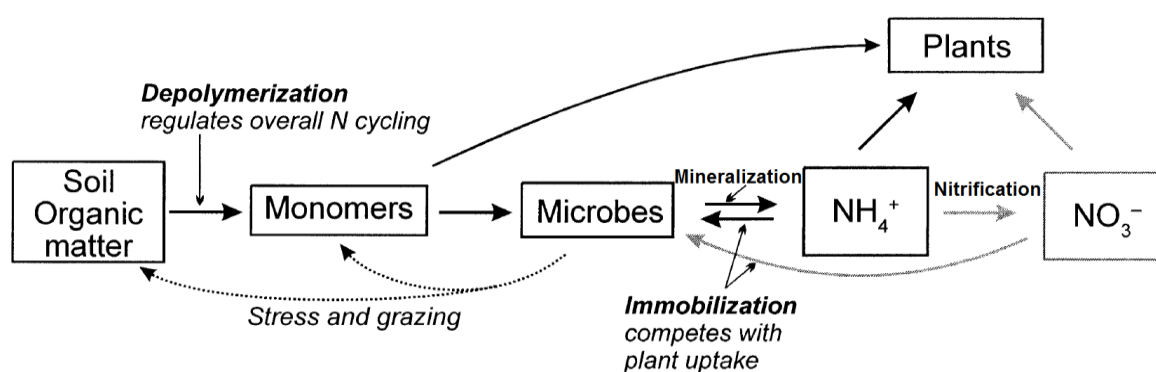 Plants
Depolymerization
regulates overall N cycling
Soil
Organic
matter
Monomers
Microbes
Mineralization
NH₄⁺
Nitrification
NO₃⁻
Stress and grazing
Immobilization
competes with
plant uptake